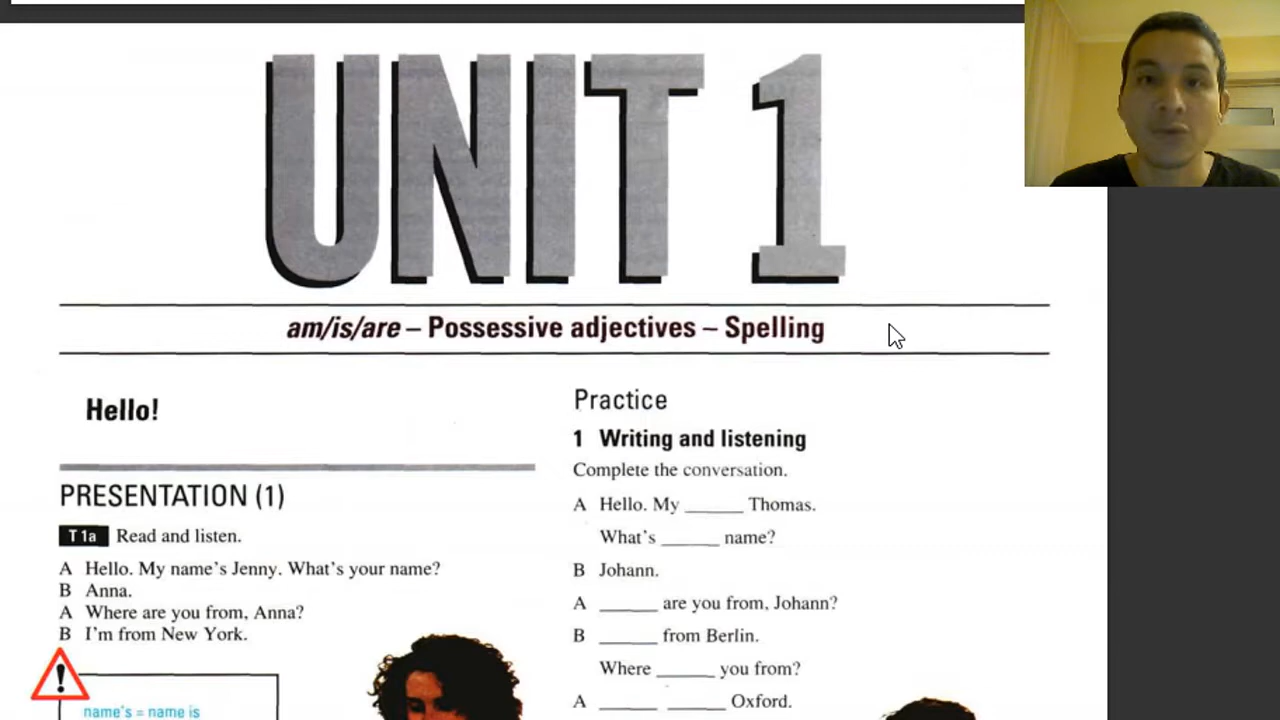 UNIT 1
am/is/are – Possessive adjectives – Spelling
Hello!
PRESENTATION (1)
T 1a Read and listen.
A Hello. My name's Jenny. What's your name?
B Anna.
A Where are you from, Anna?
B I'm from New York.
name's = name is
Practice
1 Writing and listening
Complete the conversation.
A Hello. My ______ Thomas.
What's ______ name?
B Johann.
A ______ are you from, Johann?
B ______ from Berlin.
Where ______ you from?
A ______ ______ Oxford.